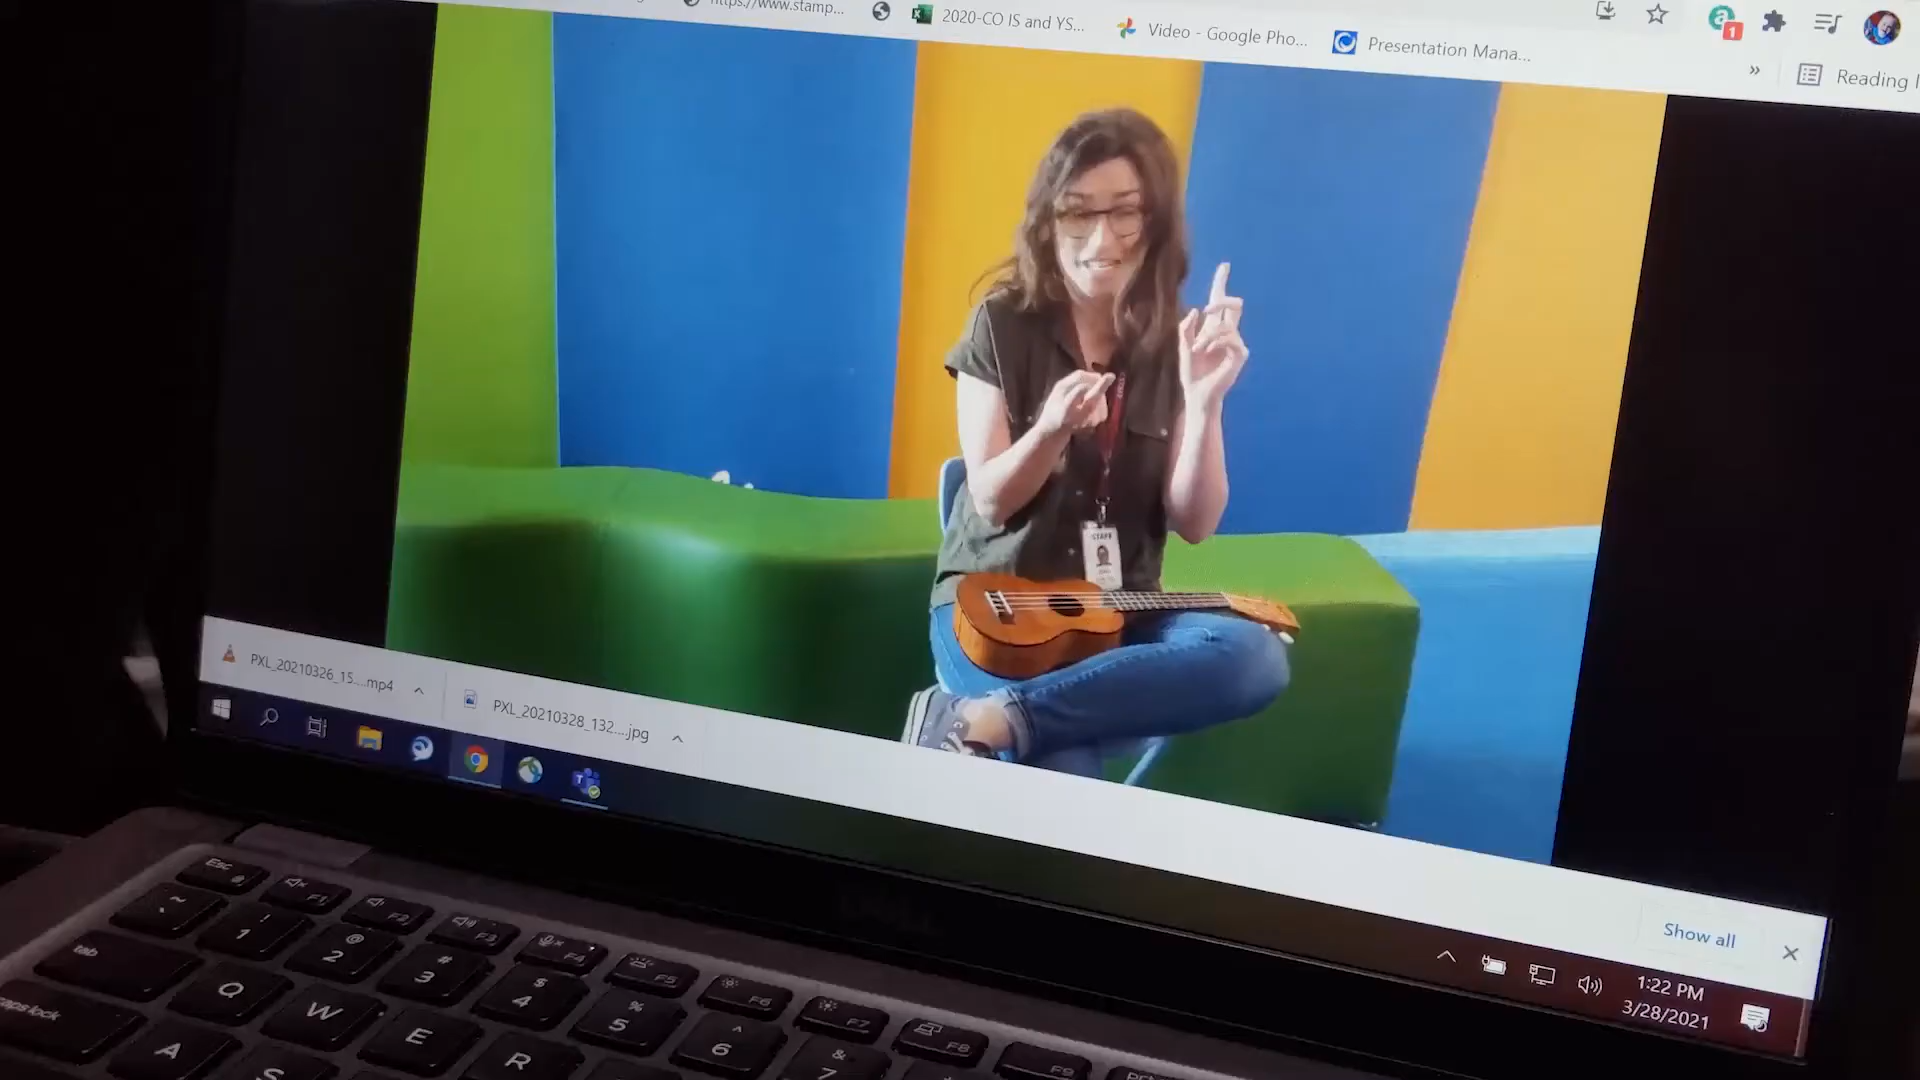 https://www.stamp...
2020-CO IS and YS...
Video - Google Pho...
Presentation Mana...
1
Reading l
STAFF
PXL_20210326_15....mp4
PXL_20210328_132....jpg
Show all
1:22 PM
3/28/2021
Esc
F1
F2
F3
F4
F5
F6
F7
F8
F9
~
!
1
@
2
#
3
$
4
%
5
^
6
&
7
tab
Q
W
E
R
caps lock
A
S